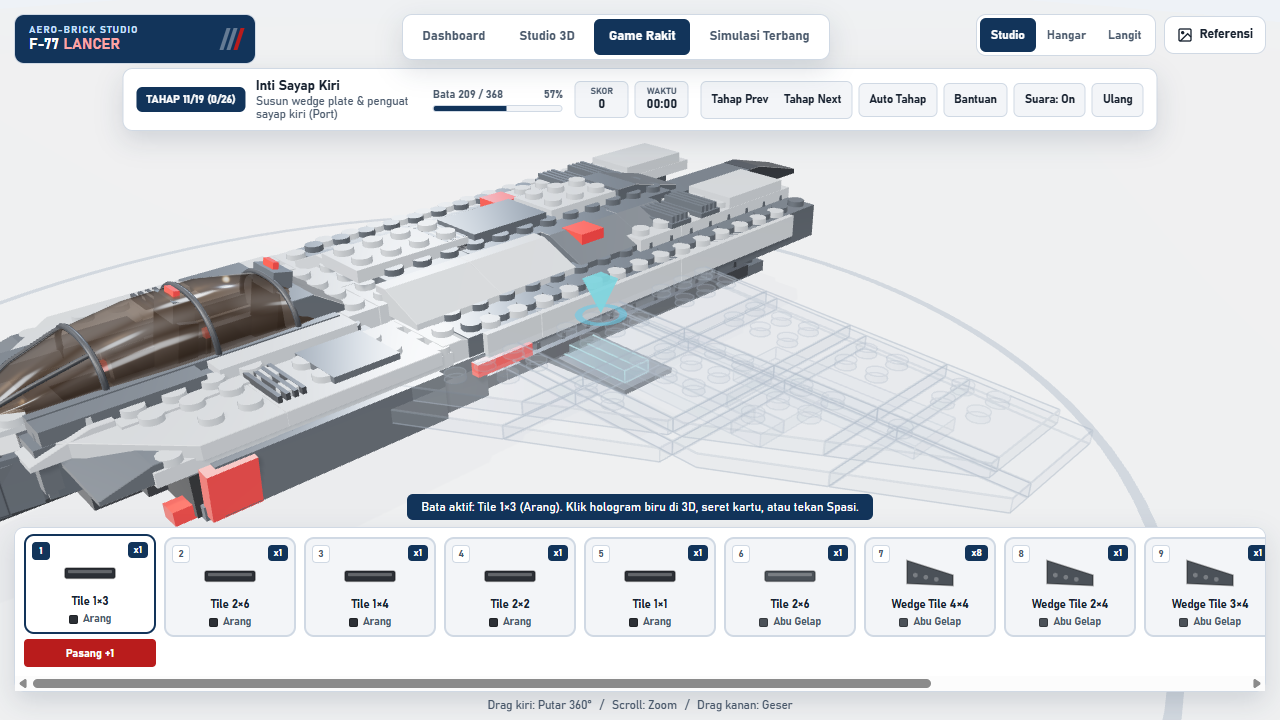 AERO-BRICK STUDIO
F-77 LANCER
Dashboard
Studio 3D
Game Rakit
Simulasi Terbang
Studio
Hangar
Langit
Referensi
TAHAP 11/19 (0/26)
Inti Sayap Kiri
Susun wedge plate & penguat
sayap kiri (Port)
Bata 209 / 368
57%
SKOR
0
WAKTU
00:00
Tahap Prev
Tahap Next
Auto Tahap
Bantuan
Suara: On
Ulang
Bata aktif: Tile 1×3 (Arang). Klik hologram biru di 3D, seret kartu, atau tekan Spasi.
1
x1
Tile 1×3
Arang
Pasang +1
2
x1
Tile 2×6
Arang
3
x1
Tile 1×4
Arang
4
x1
Tile 2×2
Arang
5
x1
Tile 1×1
Arang
6
x1
Tile 2×6
Abu Gelap
7
x8
Wedge Tile 4×4
Abu Gelap
8
x1
Wedge Tile 2×4
Abu Gelap
9
x1
Wedge Tile 3×4
Abu Gelap
Drag kiri: Putar 360° / Scroll: Zoom / Drag kanan: Geser